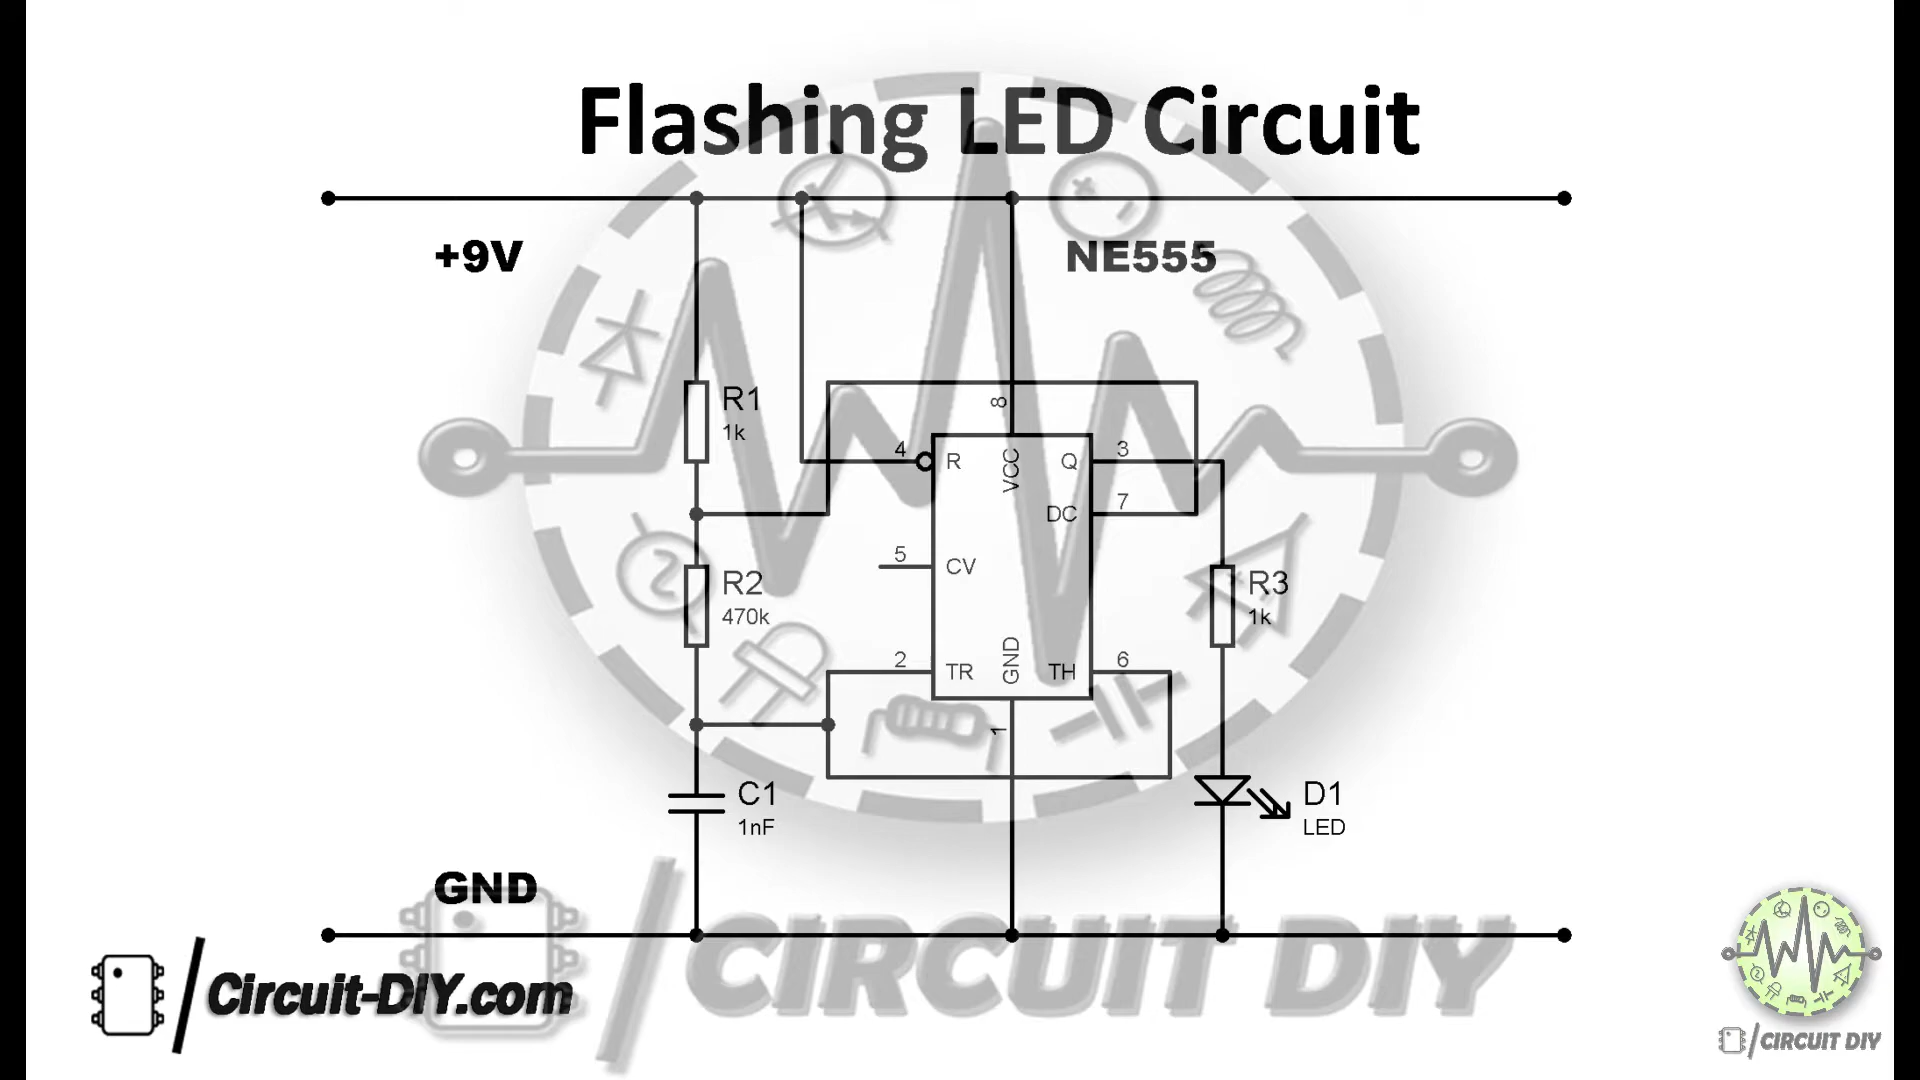 Flashing LED Circuit
+9V
NE555
R1
1k
8
4
R
VCC
Q
3
DC
7
5
CV
R2
470k
R3
1k
2
TR
GND
TH
6
1
C1
1nF
D1
LED
GND
Circuit-DIY.com
CIRCUIT DIY
CIRCUIT DIY